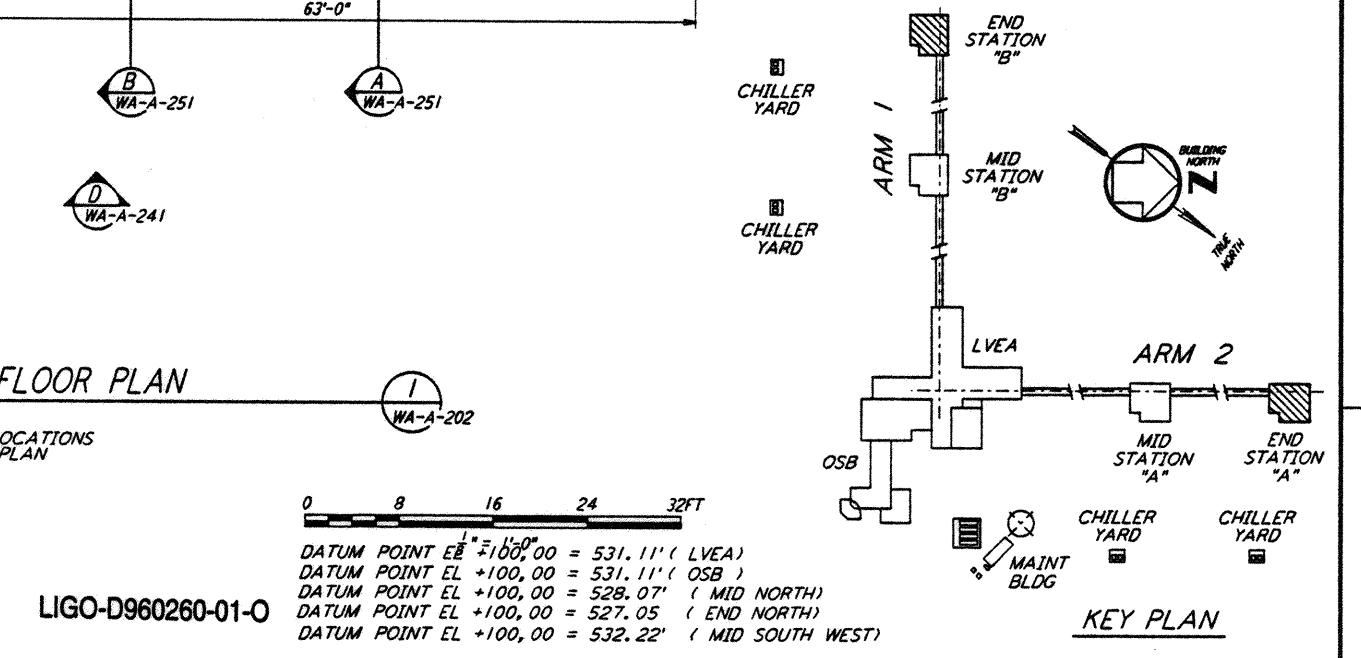 63'-0"
B
WA-A-251
A
WA-A-251
D
WA-A-241
FLOOR PLAN
1
WA-A-202
OCATIONS
PLAN
0 8 16 24 32FT
1/8" = 1'-0"
DATUM POINT EL +100,00 = 531.11' ( LVEA)
DATUM POINT EL +100,00 = 531.11' ( OSB )
DATUM POINT EL +100,00 = 528.07' ( MID NORTH)
DATUM POINT EL +100,00 = 527.05 ( END NORTH)
DATUM POINT EL +100,00 = 532.22' ( MID SOUTH WEST)
LIGO-D960260-01-O
END
STATION
"B"
CHILLER
YARD
ARM 1
MID
STATION
"B"
CHILLER
YARD
BUILDING
NORTH
N
TRUE
NORTH
LVEA
ARM 2
OSB
MID
STATION
"A"
END
STATION
"A"
CHILLER
YARD
CHILLER
YARD
MAINT
BLDG
KEY PLAN